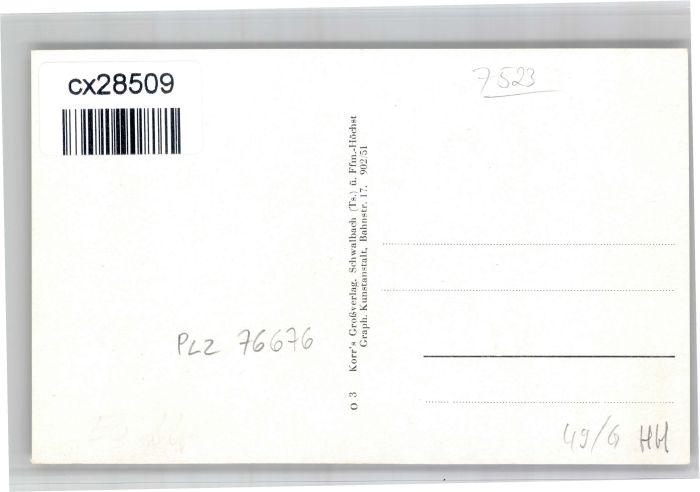 cx28509
7523
O 3 Korr's Großverlag, Schwalbach (Ts.) ü. Ffm.-Höchst
Graph. Kunstanstalt, Bahnstr. 17. 902/51
PLZ 76676
49/G HH